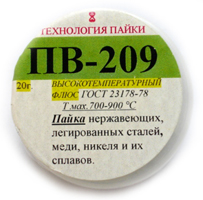 ТЕХНОЛОГИЯ ПАЙКИ
ПВ-209
20г. ВЫСОКОТЕМПЕРАТУРНЫЙ
ФЛЮС ГОСТ 23178-78
T max.700-900 °C
Пайка нержавеющих,
легированных сталей,
меди, никеля и их
сплавов.